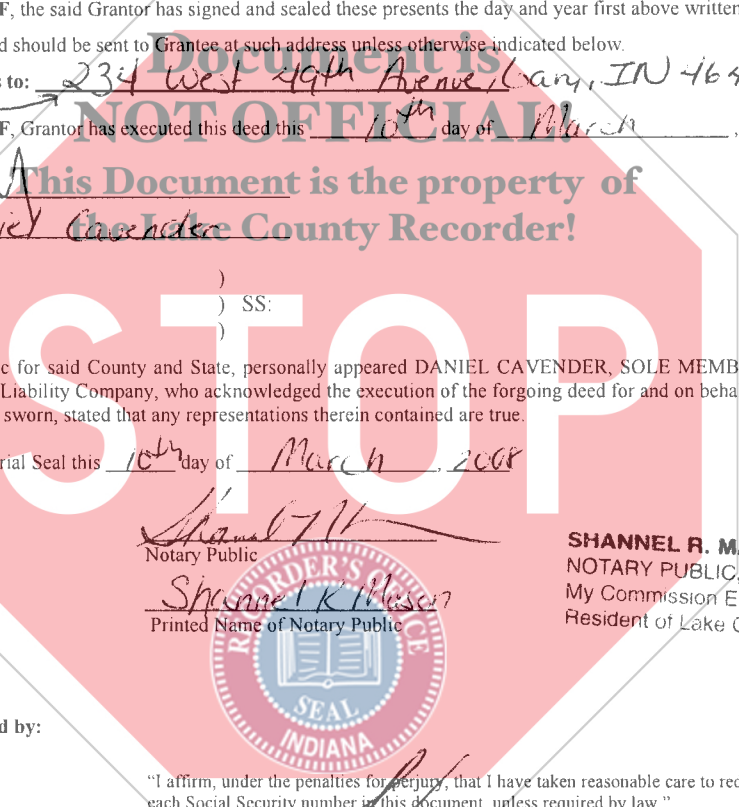 F, the said Grantor has signed and sealed these presents the day and year first above written
d should be sent to Grantee at such address unless otherwise indicated below.
Document is
s to: 234 West 49th Avenue, Gary, IN 464
NOT OFFICIAL!
F, Grantor has executed this deed this 10th day of March ,
This Document is the property of
the Lake County Recorder!
iel Cavender
)
) SS:
)
STOP
c for said County and State, personally appeared DANIEL CAVENDER, SOLE MEMB
Liability Company, who acknowledged the execution of the forgoing deed for and on beha
sworn, stated that any representations therein contained are true.
rial Seal this 10th day of March, 2008
Notary Public
Shannel R Mason
Printed Name of Notary Public
SHANNEL R. MA
NOTARY PUBLIC,
My Commission E
Resident of Lake C
RECORDER'S OFFICE
SEAL
INDIANA
d by:
"I affirm, under the penalties for perjury, that I have taken reasonable care to red
each Social Security number in this document, unless required by law."